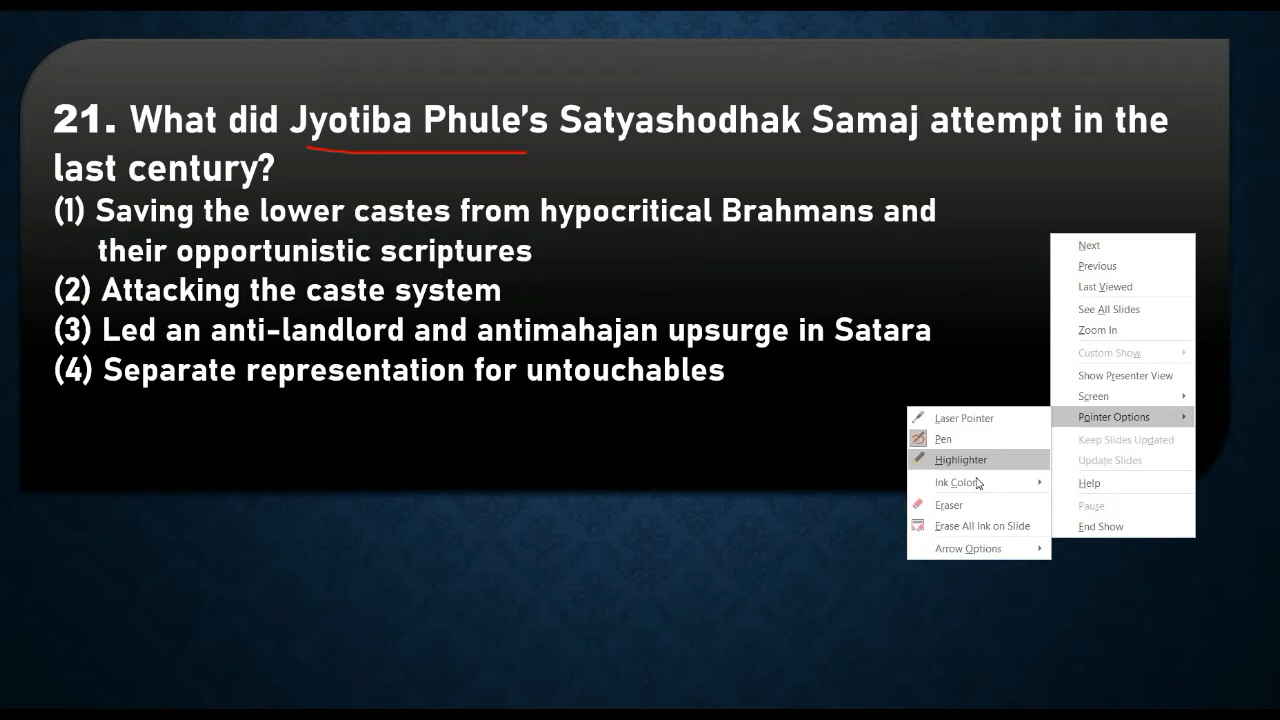 21. What did Jyotiba Phule's Satyashodhak Samaj attempt in the
last century?
(1) Saving the lower castes from hypocritical Brahmans and
their opportunistic scriptures
(2) Attacking the caste system
(3) Led an anti-landlord and antimahajan upsurge in Satara
(4) Separate representation for untouchables
Next
Previous
Last Viewed
See All Slides
Zoom In
Custom Show
Show Presenter View
Screen
Pointer Options
Keep Slides Updated
Update Slides
Help
Pause
End Show
Laser Pointer
Pen
Highlighter
Ink Color
Eraser
Erase All Ink on Slide
Arrow Options